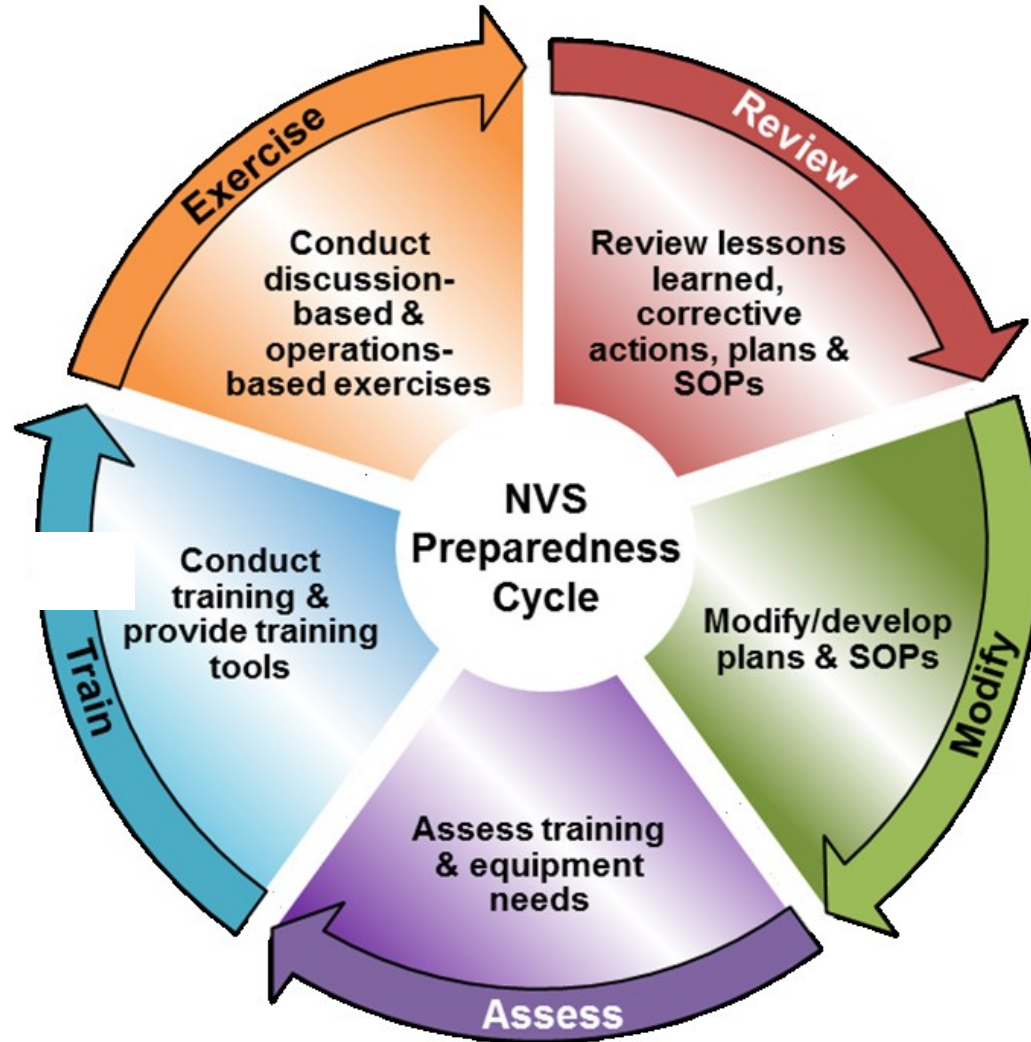 Exercise
Conduct
discussion-
based &
operations-
based exercises
Review
Review lessons
learned,
corrective
actions, plans &
SOPs
NVS
Preparedness
Cycle
Modify/develop
plans & SOPs
Modify
Assess training
& equipment
needs
Assess
Conduct
training &
provide training
tools
Train